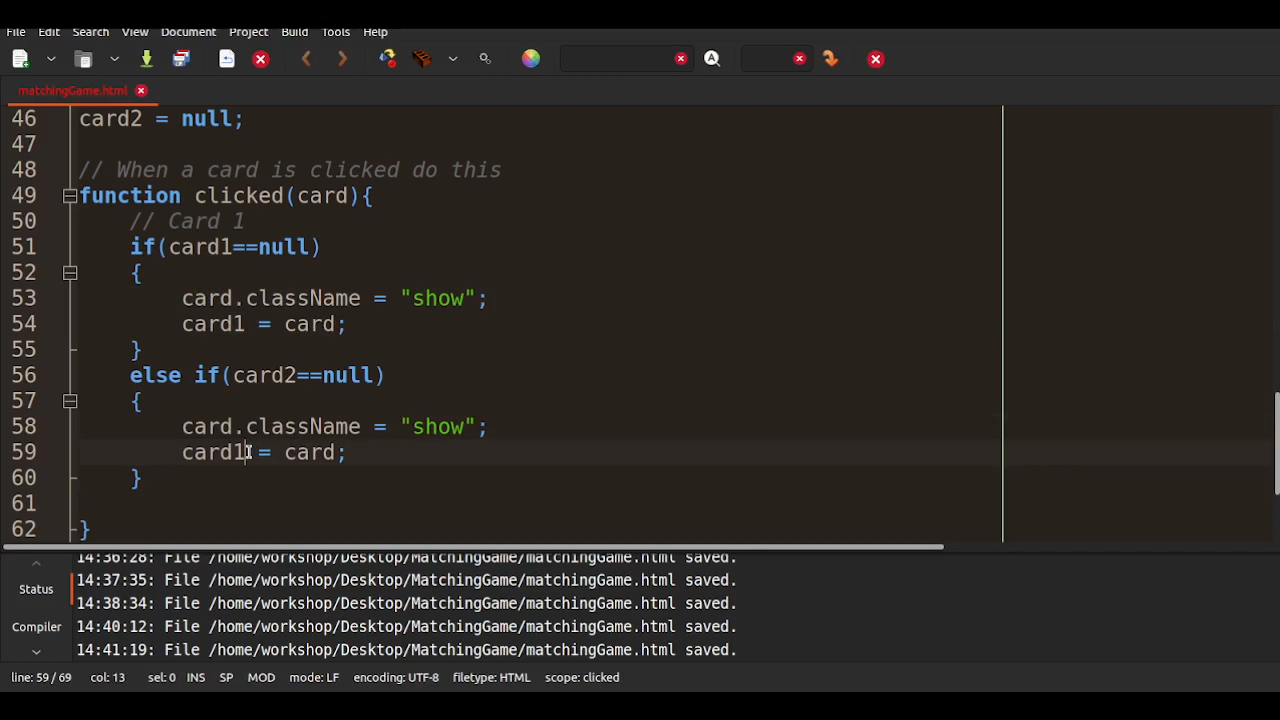 File Edit Search View Document Project Build Tools Help
matchingGame.html
46 card2 = null;
47
48 // When a card is clicked do this
49 function clicked(card){
50     // Card 1
51     if(card1==null)
52     {
53         card.className = "show";
54         card1 = card;
55     }
56     else if(card2==null)
57     {
58         card.className = "show";
59         card1 = card;
60     }
61
62 }
14:36:28: File /home/workshop/Desktop/MatchingGame/matchingGame.html saved.
Status 14:37:35: File /home/workshop/Desktop/MatchingGame/matchingGame.html saved.
14:38:34: File /home/workshop/Desktop/MatchingGame/matchingGame.html saved.
Compiler 14:40:12: File /home/workshop/Desktop/MatchingGame/matchingGame.html saved.
14:41:19: File /home/workshop/Desktop/MatchingGame/matchingGame.html saved.
line: 59 / 69 col: 13 sel: 0 INS SP MOD mode: LF encoding: UTF-8 filetype: HTML scope: clicked